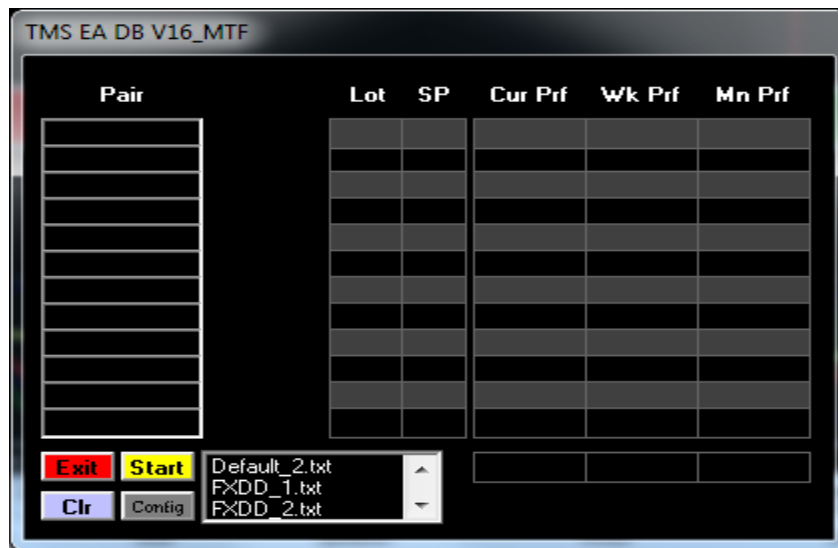 TMS EA DB V16_MTF
Pair Lot SP Cur Prf Wk Prf Mn Prf
Exit Start
Default_2.txt
FXDD_1.txt
FXDD_2.txt
Clr Config